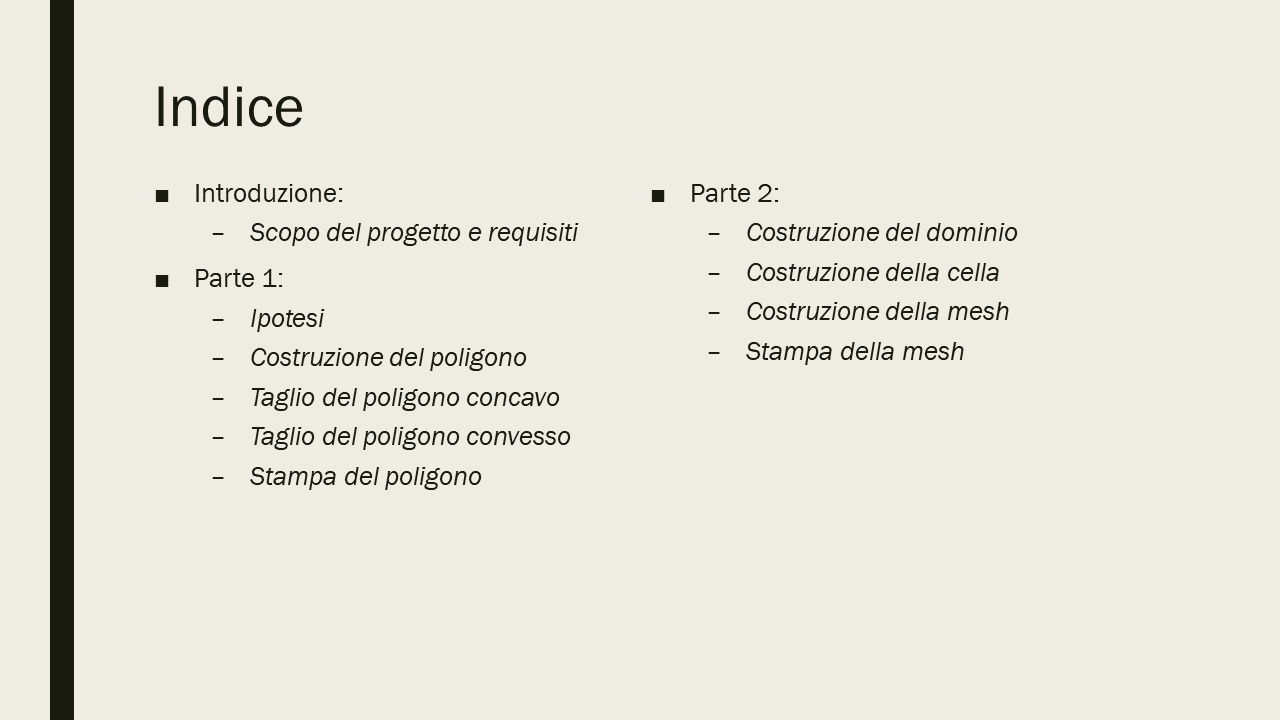 Indice
■ Introduzione:
– Scopo del progetto e requisiti
■ Parte 1:
– Ipotesi
– Costruzione del poligono
– Taglio del poligono concavo
– Taglio del poligono convesso
– Stampa del poligono
■ Parte 2:
– Costruzione del dominio
– Costruzione della cella
– Costruzione della mesh
– Stampa della mesh